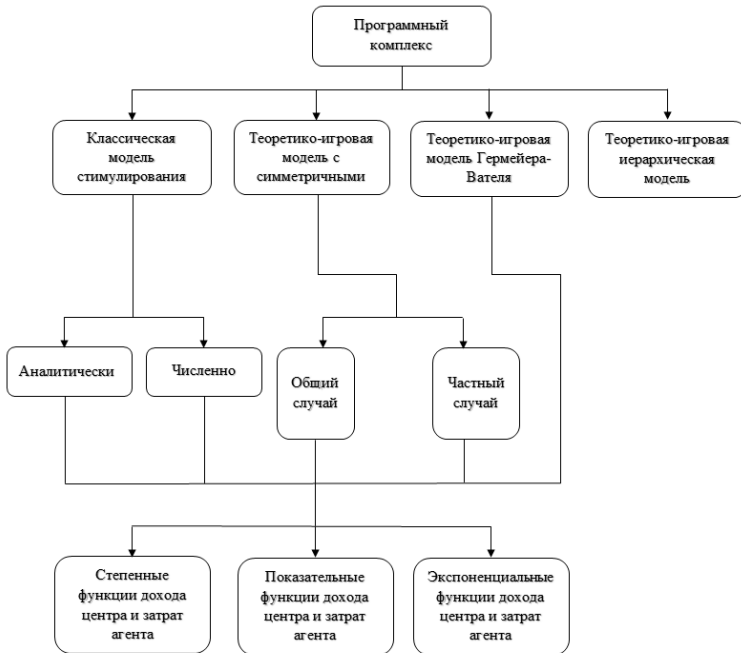 Программный
комплекс
Классическая
модель
стимулирования
Теоретико-игровая
модель с
симметричными
Теоретико-игровая
модель Гермейера-
Вателя
Теоретико-игровая
иерархическая
модель
Аналитически
Численно
Общий
случай
Частный
случай
Степенные
функции дохода
центра и затрат
агента
Показательные
функции дохода
центра и затрат
агента
Экспоненциальные
функции дохода
центра и затрат
агента